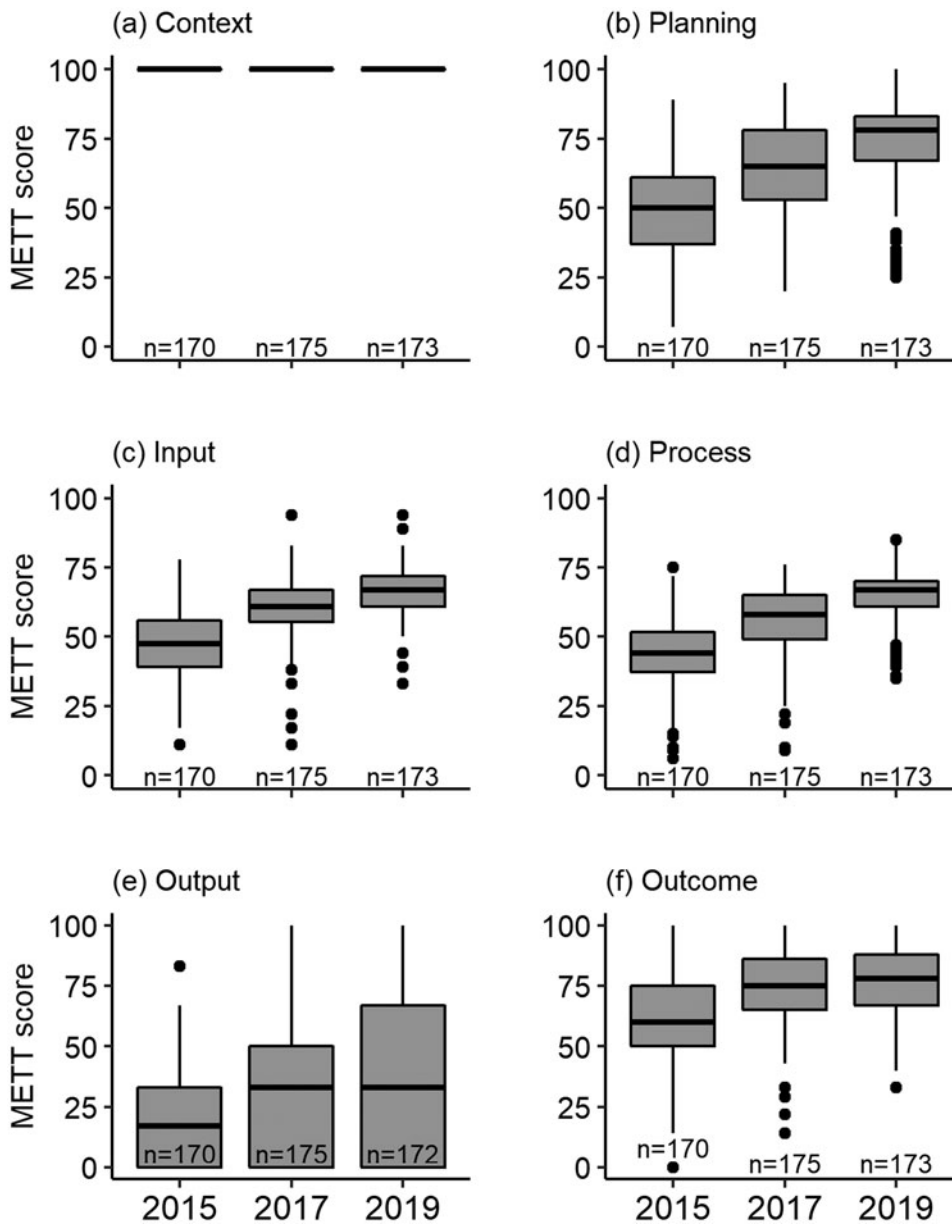 (a) Context
(b) Planning
METT score
100
75
50
25
0
n=170
n=175
n=173
100
75
50
25
0
n=170
n=175
n=173
(c) Input
(d) Process
METT score
100
75
50
25
0
n=170
n=175
n=173
100
75
50
25
0
n=170
n=175
n=173
(e) Output
(f) Outcome
METT score
100
75
50
25
0
n=170
n=175
n=172
2015
2017
2019
100
75
50
25
0
n=170
n=175
n=173
2015
2017
2019